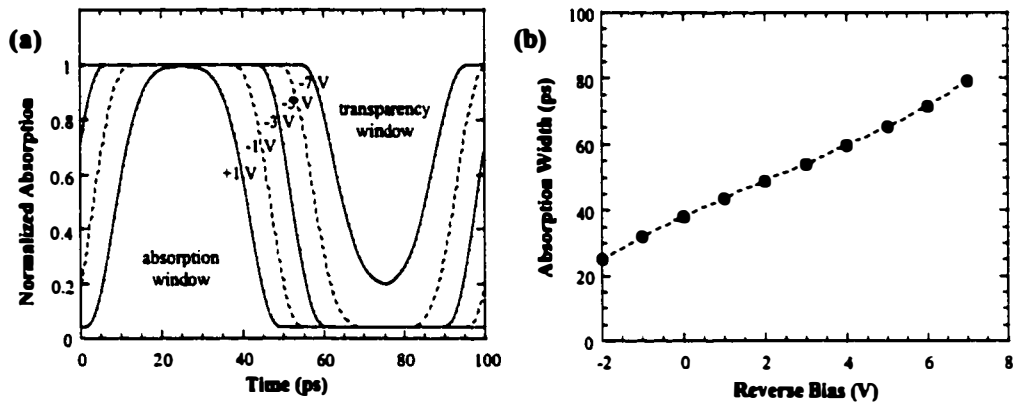 (a)
Normalized Absorption
1
0.8
0.6
0.4
0.2
0
-7 V
-5 V
-3 V
-1 V
+1 V
transparency
window
absorption
window
0 20 40 60 80 100
Time (ps)
(b)
Absorption Width (ps)
100
80
60
40
20
0
-2 0 2 4 6 8
Reverse Bias (V)